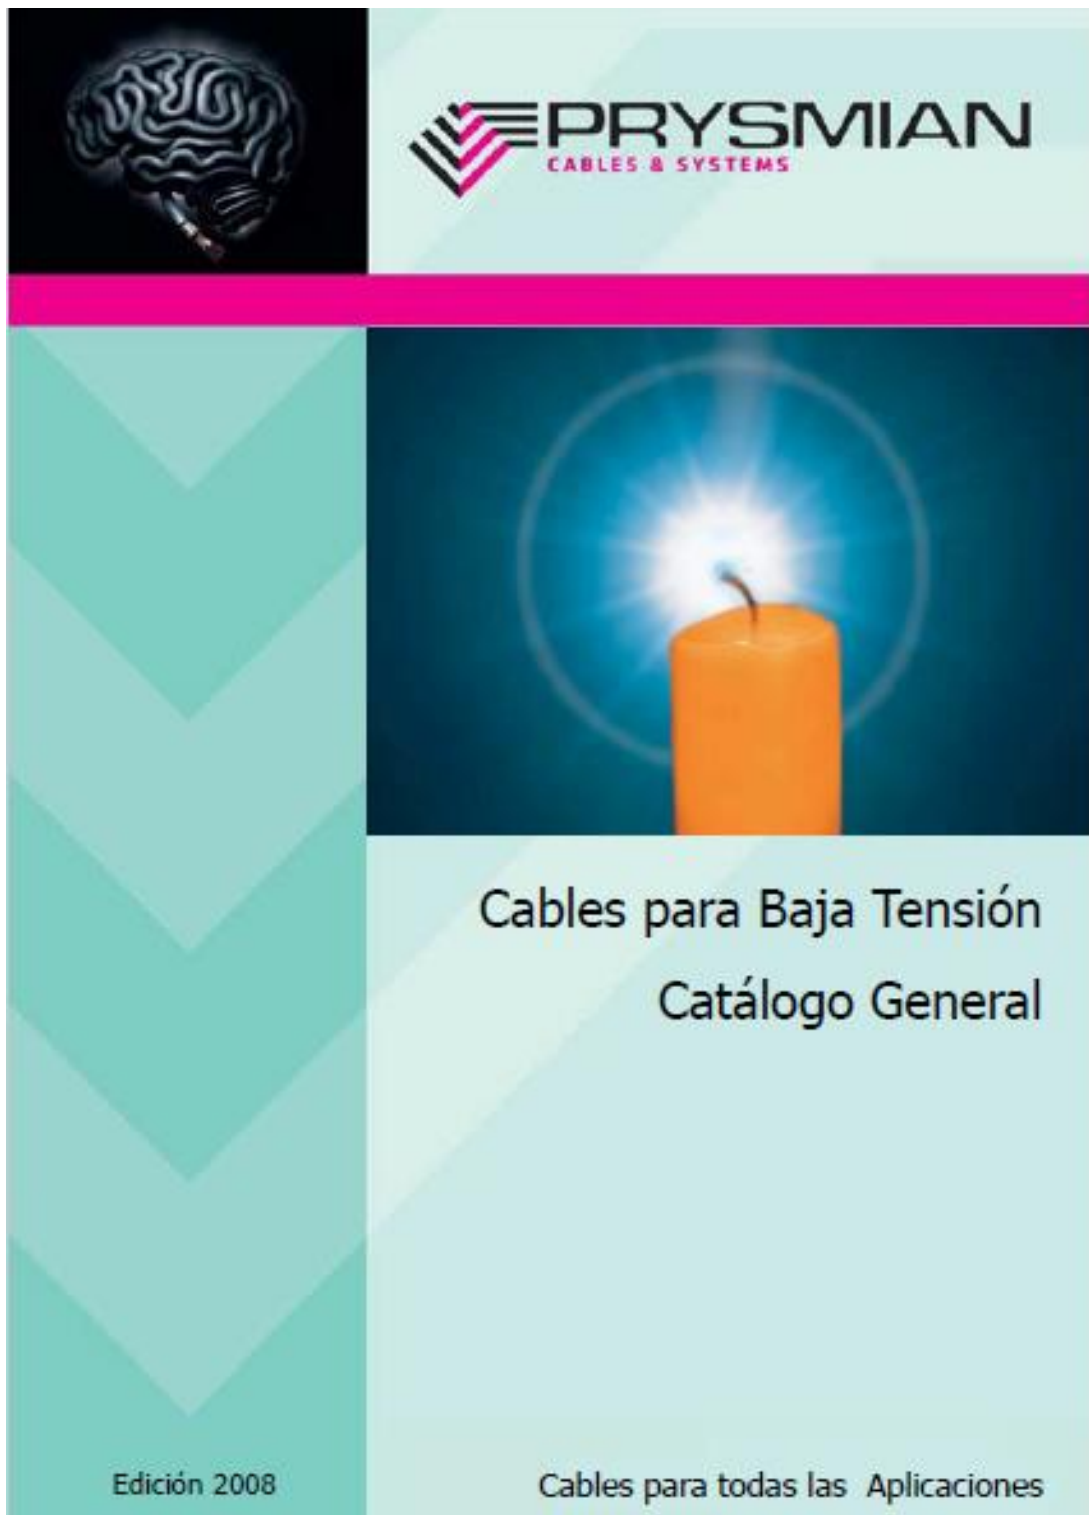 PRYSMIAN
CABLES & SYSTEMS
Cables para Baja Tensión
Catálogo General
Edición 2008
Cables para todas las Aplicaciones